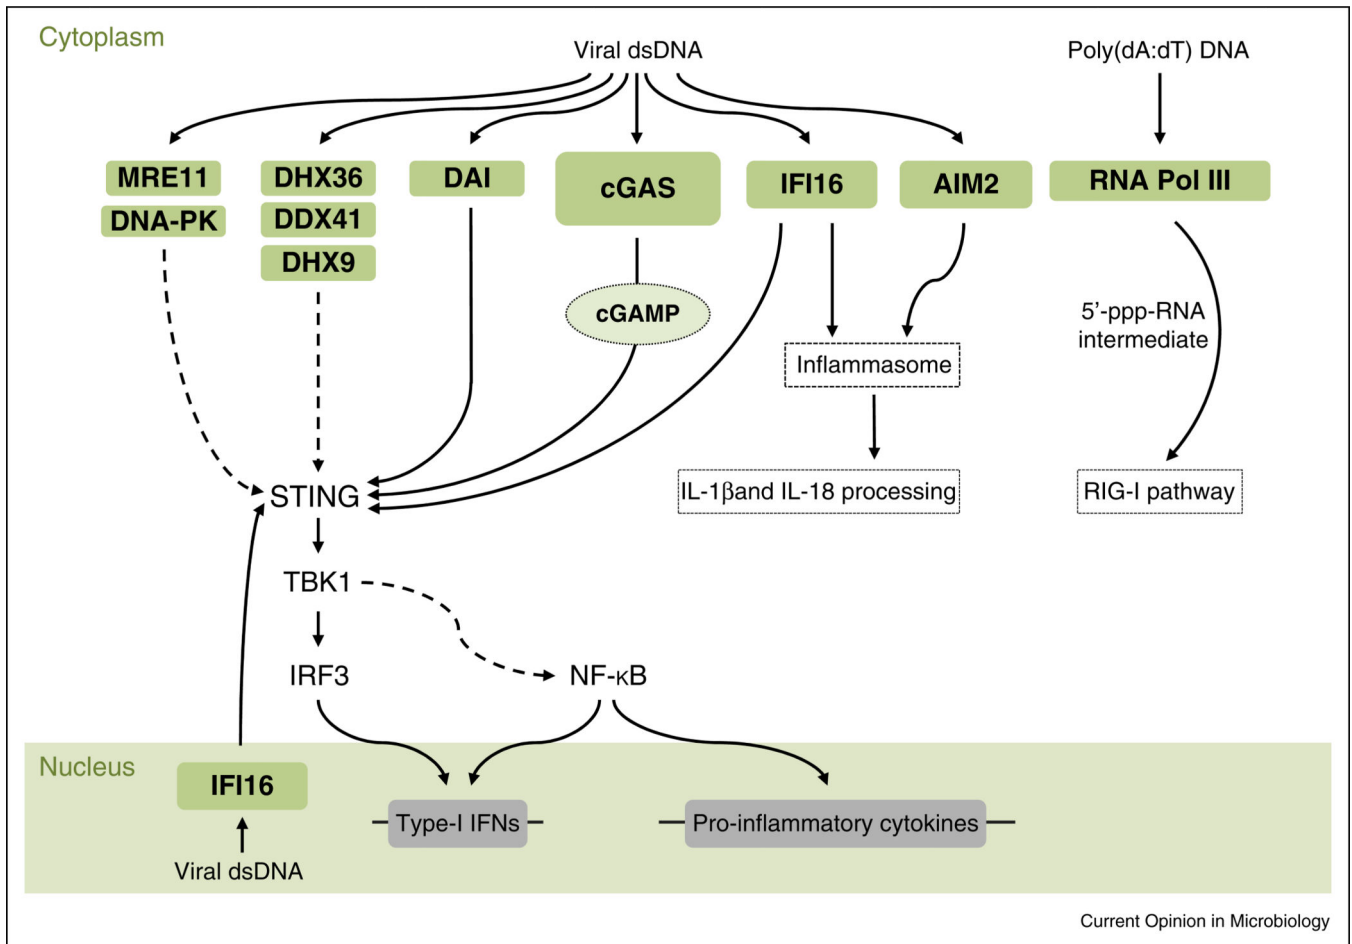 Cytoplasm
Viral dsDNA
Poly(dA:dT) DNA
MRE11
DNA-PK
DHX36
DDX41
DHX9
DAI
cGAS
cGAMP
IFI16
AIM2
RNA Pol III
5’-ppp-RNA
intermediate
Inflammasome
IL-1βand IL-18 processing
RIG-I pathway
STING
TBK1
IRF3
NF-κB
Nucleus
IFI16
Viral dsDNA
Type-I IFNs
Pro-inflammatory cytokines
Current Opinion in Microbiology